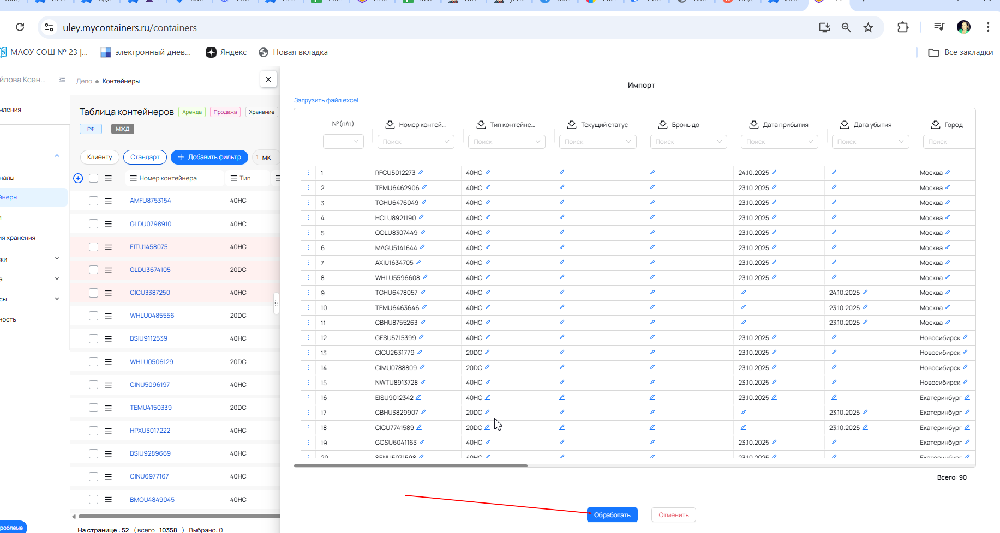 uley.mycontainers.ru/containers
МАОУ СОШ № 23 |...
электронный днев...
Яндекс
Новая вкладка
Все закладки
йлова Ксен...
Депо
Контейнеры
Импорт
Загрузить файл excel
мления
Таблица контейнеров
Аренда
Продажа
Хранение
РФ
МЖД
№(п/п)
Номер контей...
Тип контейне...
Текущий статус
Бронь до
Дата прибытия
Дата убытия
Город
Поиск Поиск Поиск Поиск Поиск Поиск Поиск
Клиенту
Стандарт
Добавить фильтр
1 мк
Номер контейнера
Тип
налы
йнеры
и
ия хранения
жи
а
сы
ность
роблеме
AMFU8753154 40HC
GLDU0798910 40HC
EITU1458075 40HC
GLDU3674105 20DC
CICU3387250 40HC
WHLU0485556 20DC
BSIU9112539 40HC
WHLU0506129 20DC
CINU5096197 40HC
TEMU4150339 20DC
HPXU3017222 40HC
BSIU9289669 40HC
CINU6977167 40HC
BMOU4849045 40HC
На странице : 52 ( всего 10358 ) Выбрано: 0
1 RFCU5012273 40HC 24.10.2025 Москва
2 TEMU6462906 40HC 23.10.2025 Москва
3 TGHU6476049 40HC 23.10.2025 Москва
4 HCLU8921190 40HC 23.10.2025 Москва
5 OOLU8307449 40HC 23.10.2025 Москва
6 MAGU5141644 40HC 23.10.2025 Москва
7 AXIU1634705 40HC 23.10.2025 Москва
8 WHLU5596608 40HC 23.10.2025 Москва
9 TGHU6478057 40HC 24.10.2025 Москва
10 TEMU6463646 40HC 23.10.2025 Москва
11 CBHU8755263 40HC 23.10.2025 Москва
12 GESU5715399 40HC 23.10.2025 Новосибирск
13 CICU2631779 20DC 23.10.2025 Новосибирск
14 CIMU0788809 20DC 23.10.2025 Новосибирск
15 NWTU8913728 40HC 23.10.2025 Новосибирск
16 EISU9012342 40HC 23.10.2025 Екатеринбург
17 CBHU3829907 20DC 23.10.2025 Екатеринбург
18 CICU7741589 20DC 23.10.2025 Екатеринбург
19 GCSU6041163 40HC 23.10.2025 Екатеринбург
20 40HC 23.10.2025 Екатеринбург
Всего: 90
Обработать
Отменить